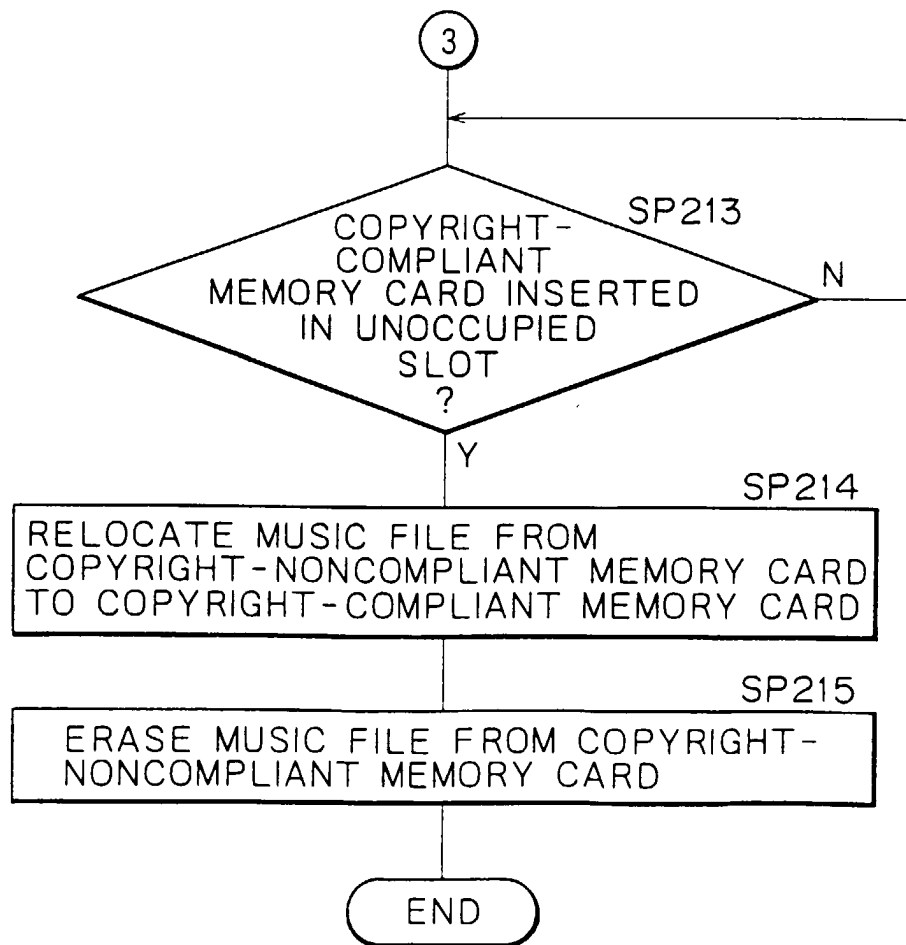 3
SP213
COPYRIGHT-
COMPLIANT
MEMORY CARD INSERTED
IN UNOCCUPIED
SLOT
?
N
Y
SP214
RELOCATE MUSIC FILE FROM
COPYRIGHT-NONCOMPLIANT MEMORY CARD
TO COPYRIGHT-COMPLIANT MEMORY CARD
SP215
ERASE MUSIC FILE FROM COPYRIGHT-
NONCOMPLIANT MEMORY CARD
END